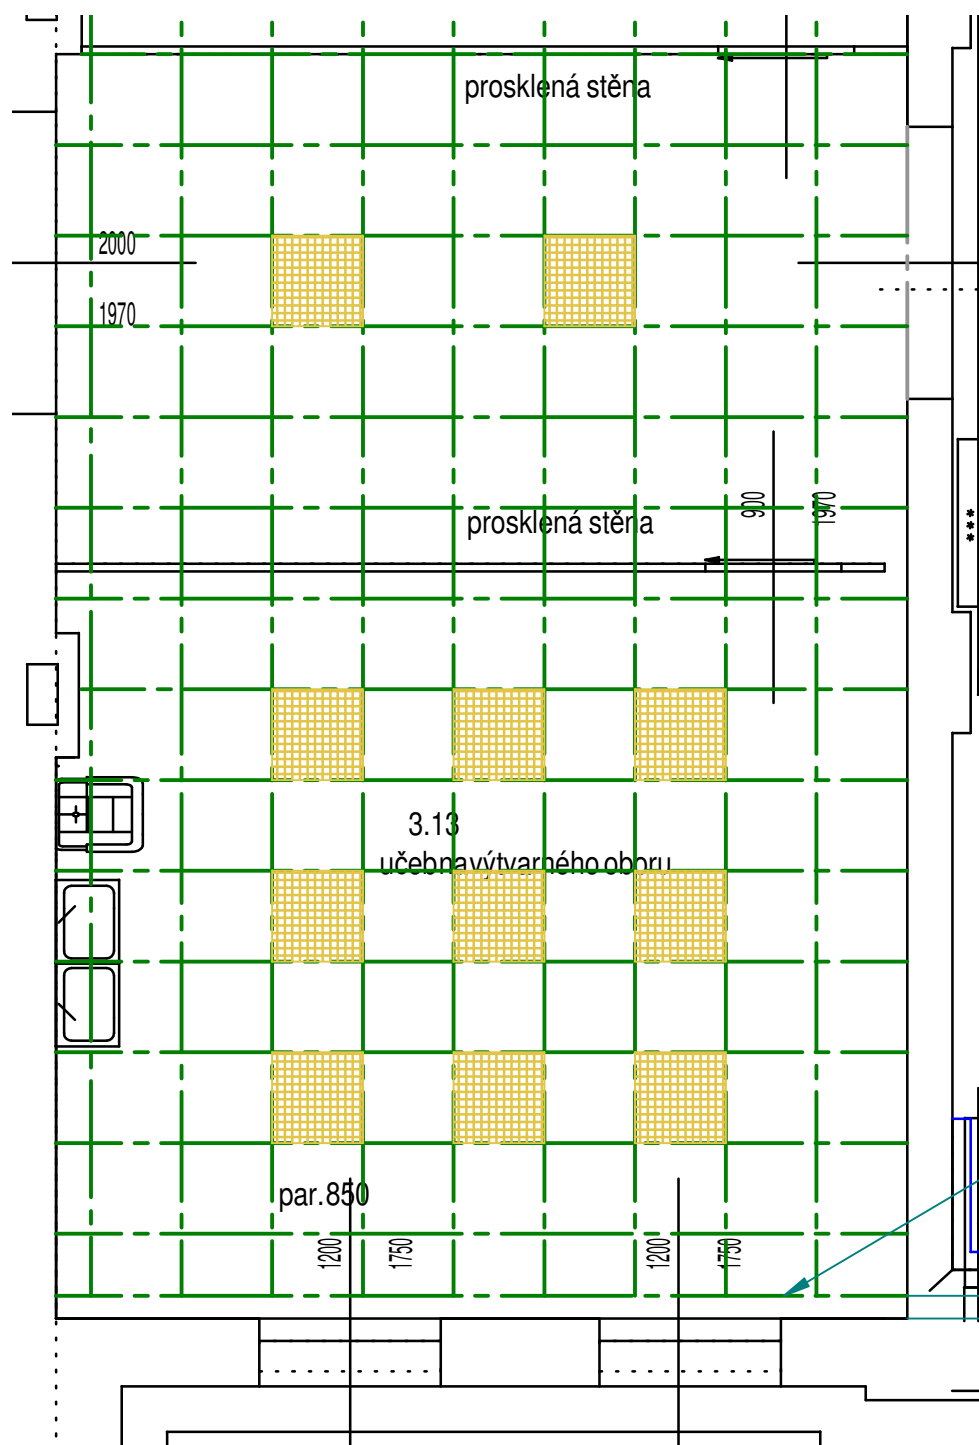 prosklená stěna
2000
1970
prosklená stěna
900
1970
***
3.13
učebna výtvarného oboru
par.850
1200
1750
1200
1750